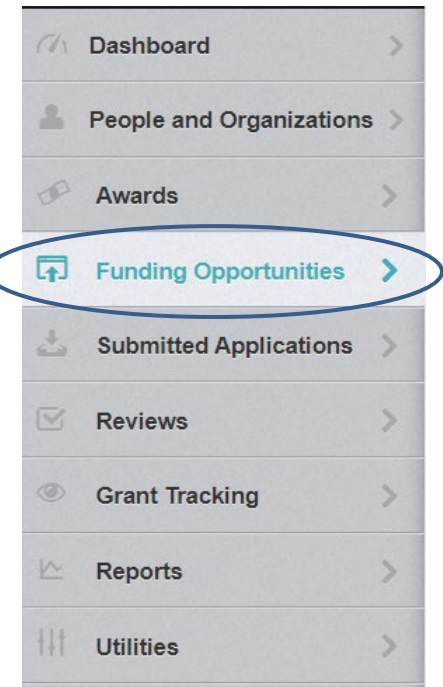 Dashboard
People and Organizations
Awards
Funding Opportunities
Submitted Applications
Reviews
Grant Tracking
Reports
Utilities